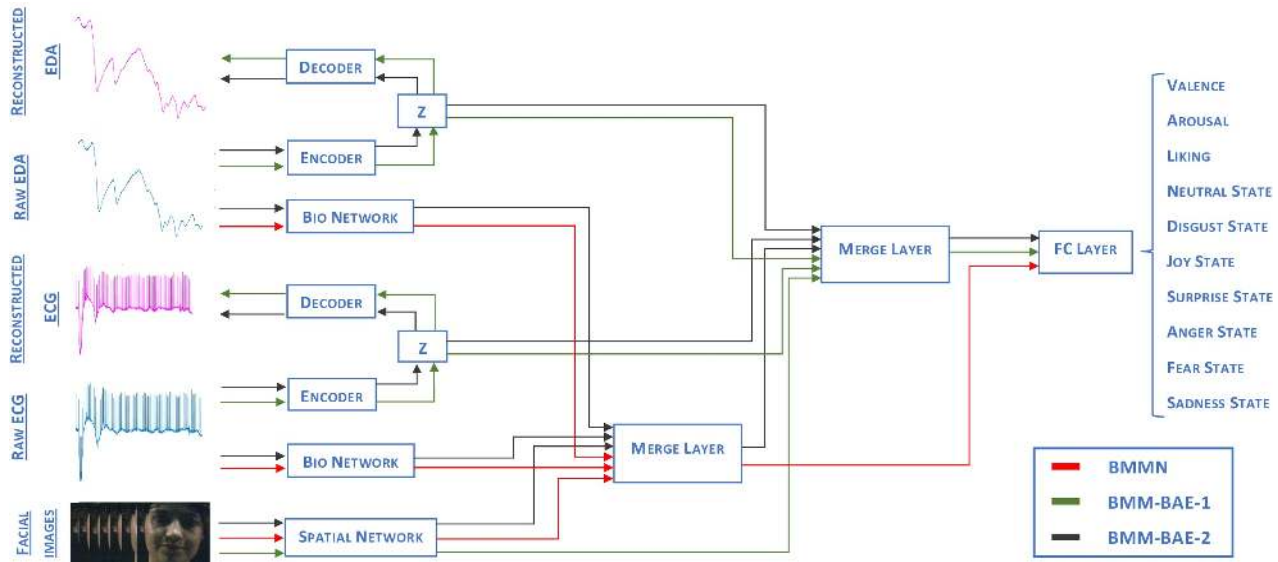 RECONSTRUCTED
EDA
RAW EDA
RECONSTRUCTED
ECG
RAW ECG
FACIAL
IMAGES
DECODER
Z
ENCODER
BIO NETWORK
DECODER
Z
ENCODER
BIO NETWORK
SPATIAL NETWORK
MERGE LAYER
MERGE LAYER
FC LAYER
VALENCE
AROUSAL
LIKING
NEUTRAL STATE
DISGUST STATE
JOY STATE
SURPRISE STATE
ANGER STATE
FEAR STATE
SADNESS STATE
BMMN
BMM-BAE-1
BMM-BAE-2